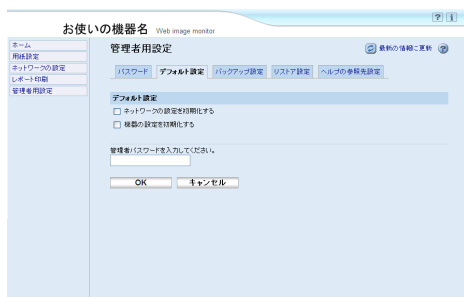 お使いの機器名 Web image monitor
ホーム
用紙設定
ネットワークの設定
レポート印刷
管理者用設定
管理者用設定
最新の情報に更新
パスワード デフォルト設定 バックアップ設定 リストア設定 ヘルプの参照先設定
デフォルト設定
ネットワークの設定を初期化する
機器の設定を初期化する
管理者パスワードを入力してください。
OK キャンセル